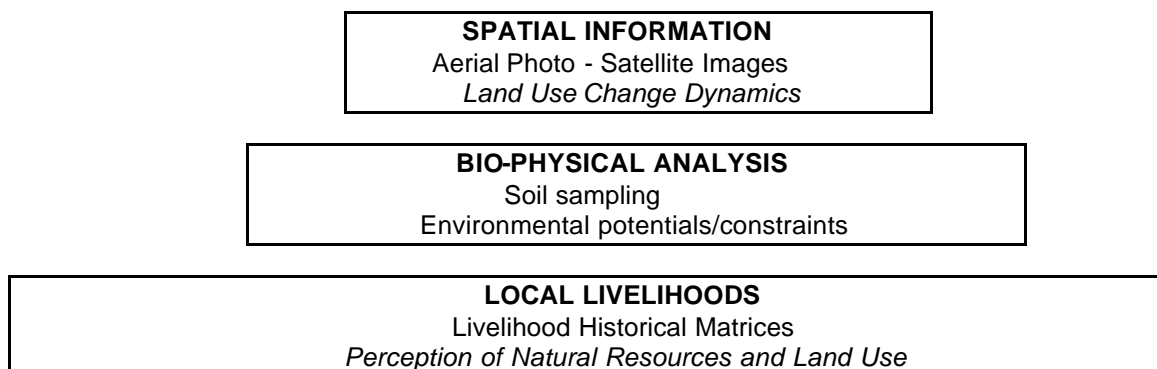 SPATIAL INFORMATION
Aerial Photo - Satellite Images
Land Use Change Dynamics
BIO-PHYSICAL ANALYSIS
Soil sampling
Environmental potentials/constraints
LOCAL LIVELIHOODS
Livelihood Historical Matrices
Perception of Natural Resources and Land Use